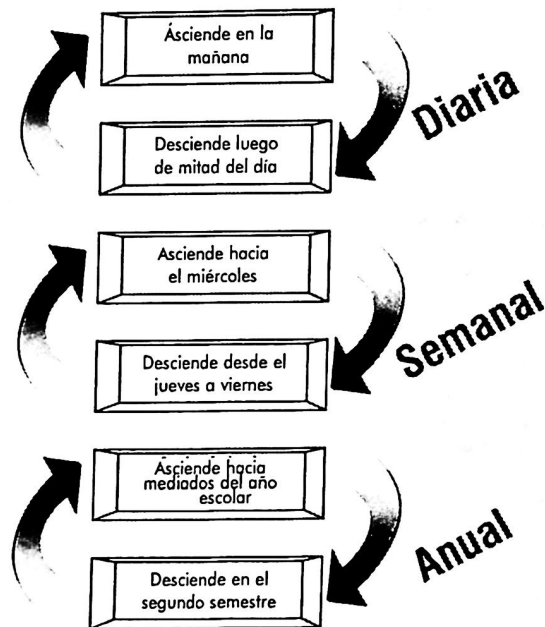 Ásciende en la
mañana
Diaria
Desciende luego
de mitad del día
Asciende hacia
el miércoles
Semanal
Desciende desde el
jueves a viernes
Asciende hacia
mediados del año
escolar
Anual
Desciende en el
segundo semestre